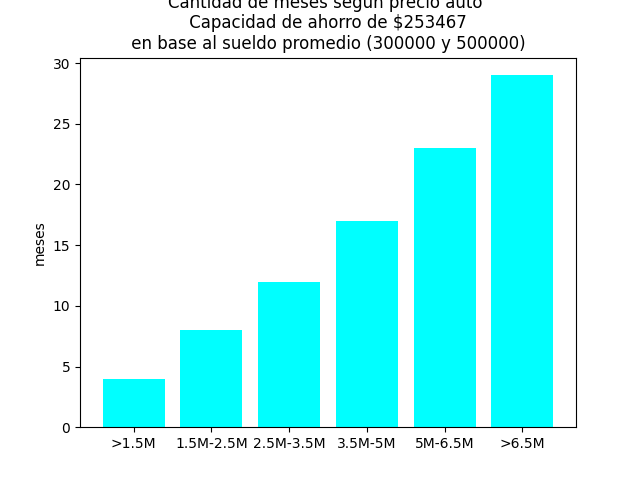 Cantidad de meses según precio auto
Capacidad de ahorro de $253467
en base al sueldo promedio (300000 y 500000)
30
25
20
15
10
5
0
meses
>1.5M 1.5M-2.5M 2.5M-3.5M 3.5M-5M 5M-6.5M >6.5M